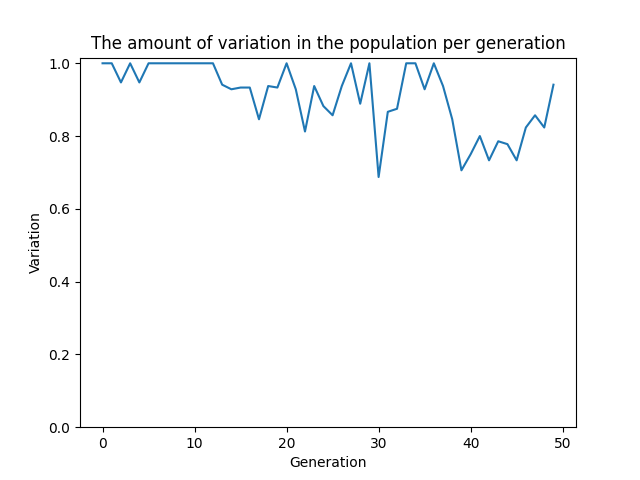 The amount of variation in the population per generation
1.0
0.8
0.6
0.4
0.2
0.0
Variation
0 10 20 30 40 50
Generation